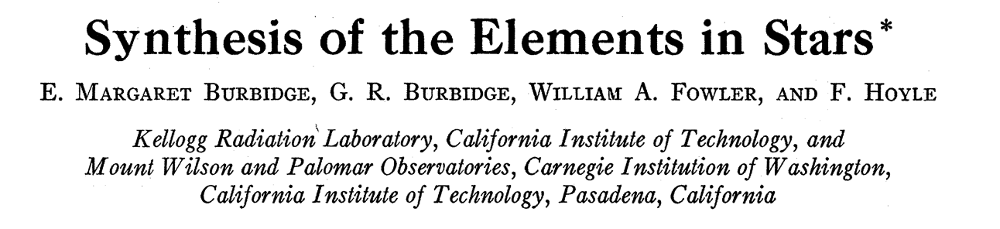 Synthesis of the Elements in Stars*
E. MARGARET BURBIDGE, G. R. BURBIDGE, WILLIAM A. FOWLER, AND F. HOYLE
Kellogg Radiation Laboratory, California Institute of Technology, and
Mount Wilson and Palomar Observatories, Carnegie Institution of Washington,
California Institute of Technology, Pasadena, California